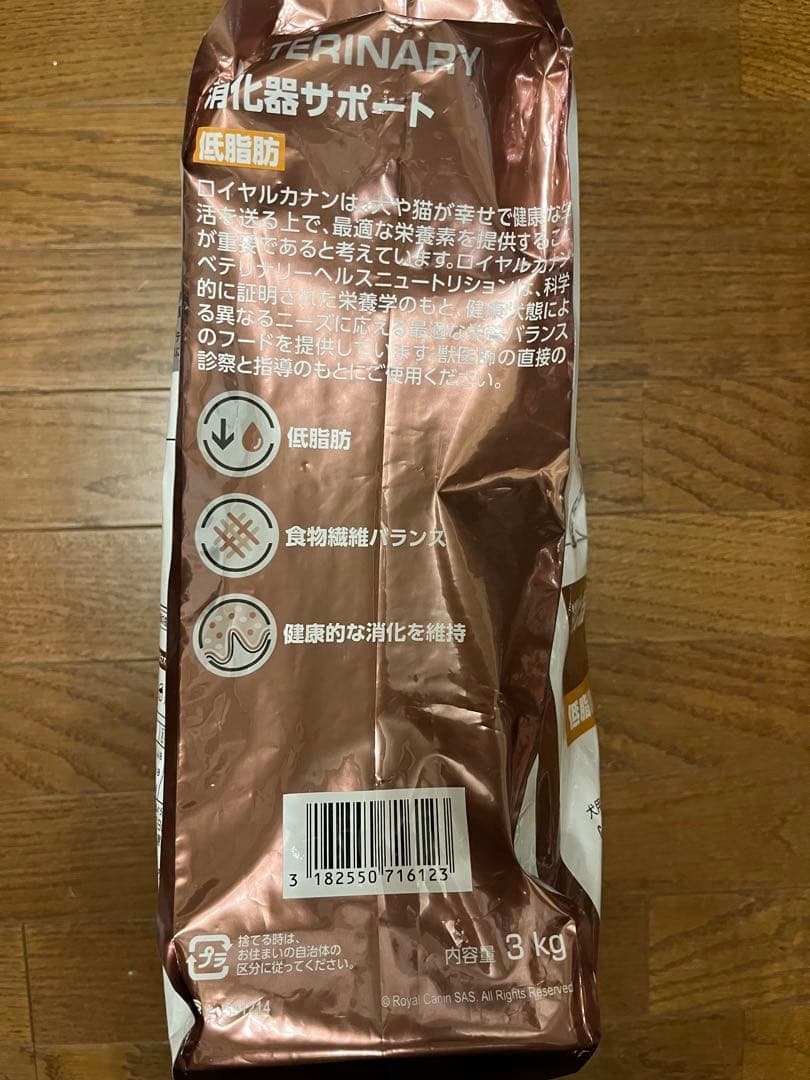 TERINARY
消化器サポート
低脂肪
ロイヤルカナンは、犬や猫が幸せで健康な生
活を送る上で、最適な栄養素を提供するこ
が重要であると考えています。ロイヤルカナン
ベテリナリーヘルスニュートリションは、科学
的に証明された栄養学のもと、健康状態によ
る異なるニーズに応える最適な栄養バランス
のフードを提供しています。獣医師の直接の
診察と指導のもとにご使用ください。
低脂肪
食物繊維バランス
健康的な消化を維持
低脂肪
犬用
3 182550 716123
プラ
捨てる時は、
お住まいの自治体の
区分に従ってください。
内容量 3 kg
© Royal Canin SAS. All Rights Reserved